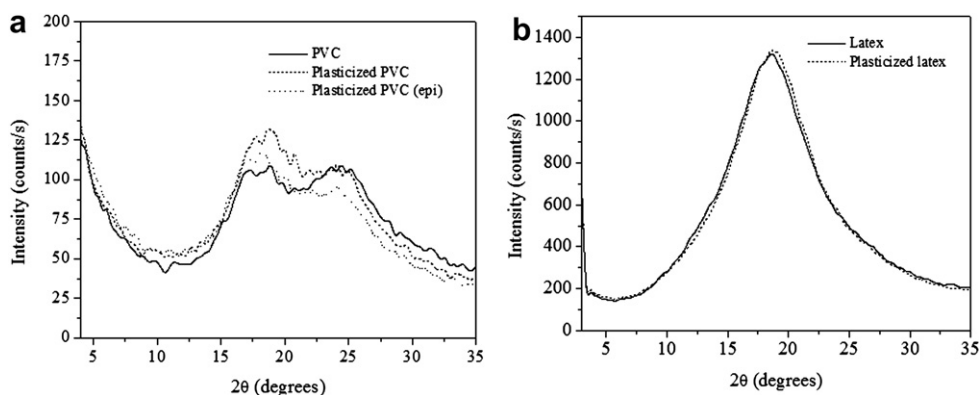 a
200
175
150
125
100
75
50
25
0
Intensity (counts/s)
PVC
Plasticized PVC
Plasticized PVC (epi)
5 10 15 20 25 30 35
2θ (degrees)
b
1400
1200
1000
800
600
400
200
0
Intensity (counts/s)
Latex
Plasticized latex
5 10 15 20 25 30 35
2θ (degrees)